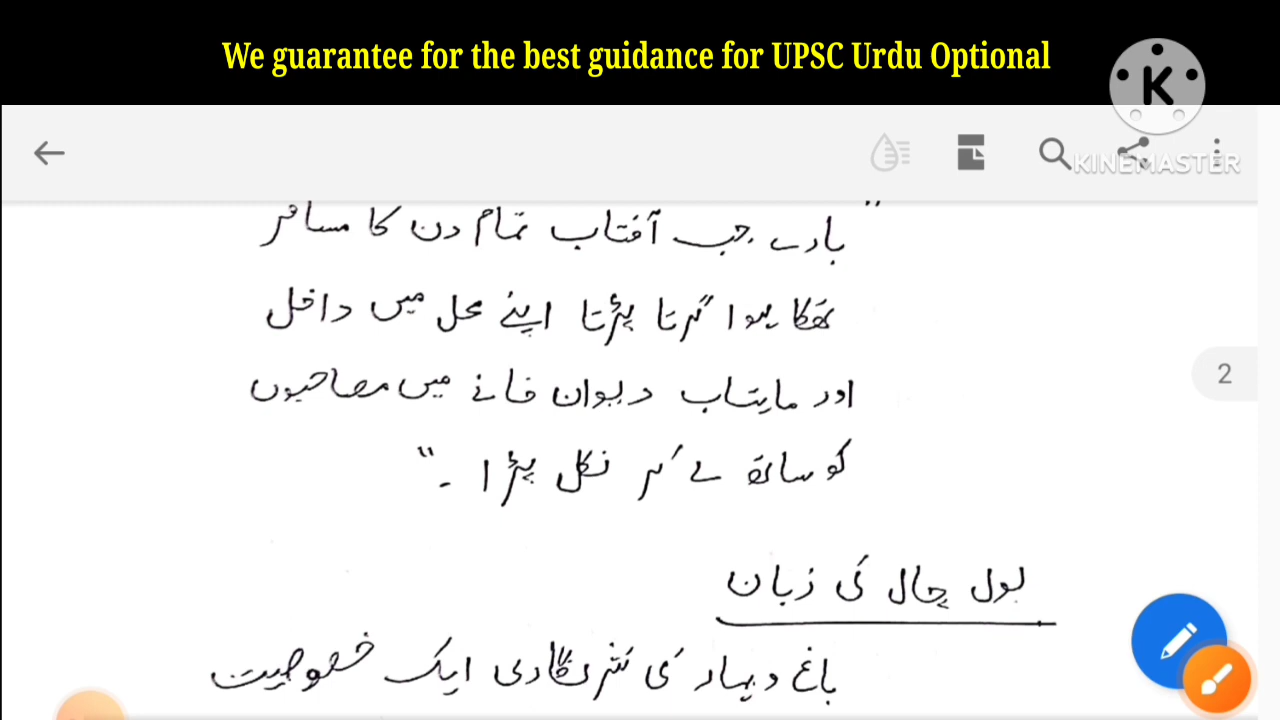 We guarantee for the best guidance for UPSC Urdu Optional
K
KINEMASTER
"
بارے جب آفتاب تمام دن کا مسافر
تھکا ہوا گرتا پڑتا اپنے محل میں داخل
2
اور ماہتاب دیوان خانے میں مصاحبوں
کو ساتھ لے کر نکل پڑا ۔"
بول چال کی زبان
باغ و بہار کی نثر نگاری ایک خصوصیت